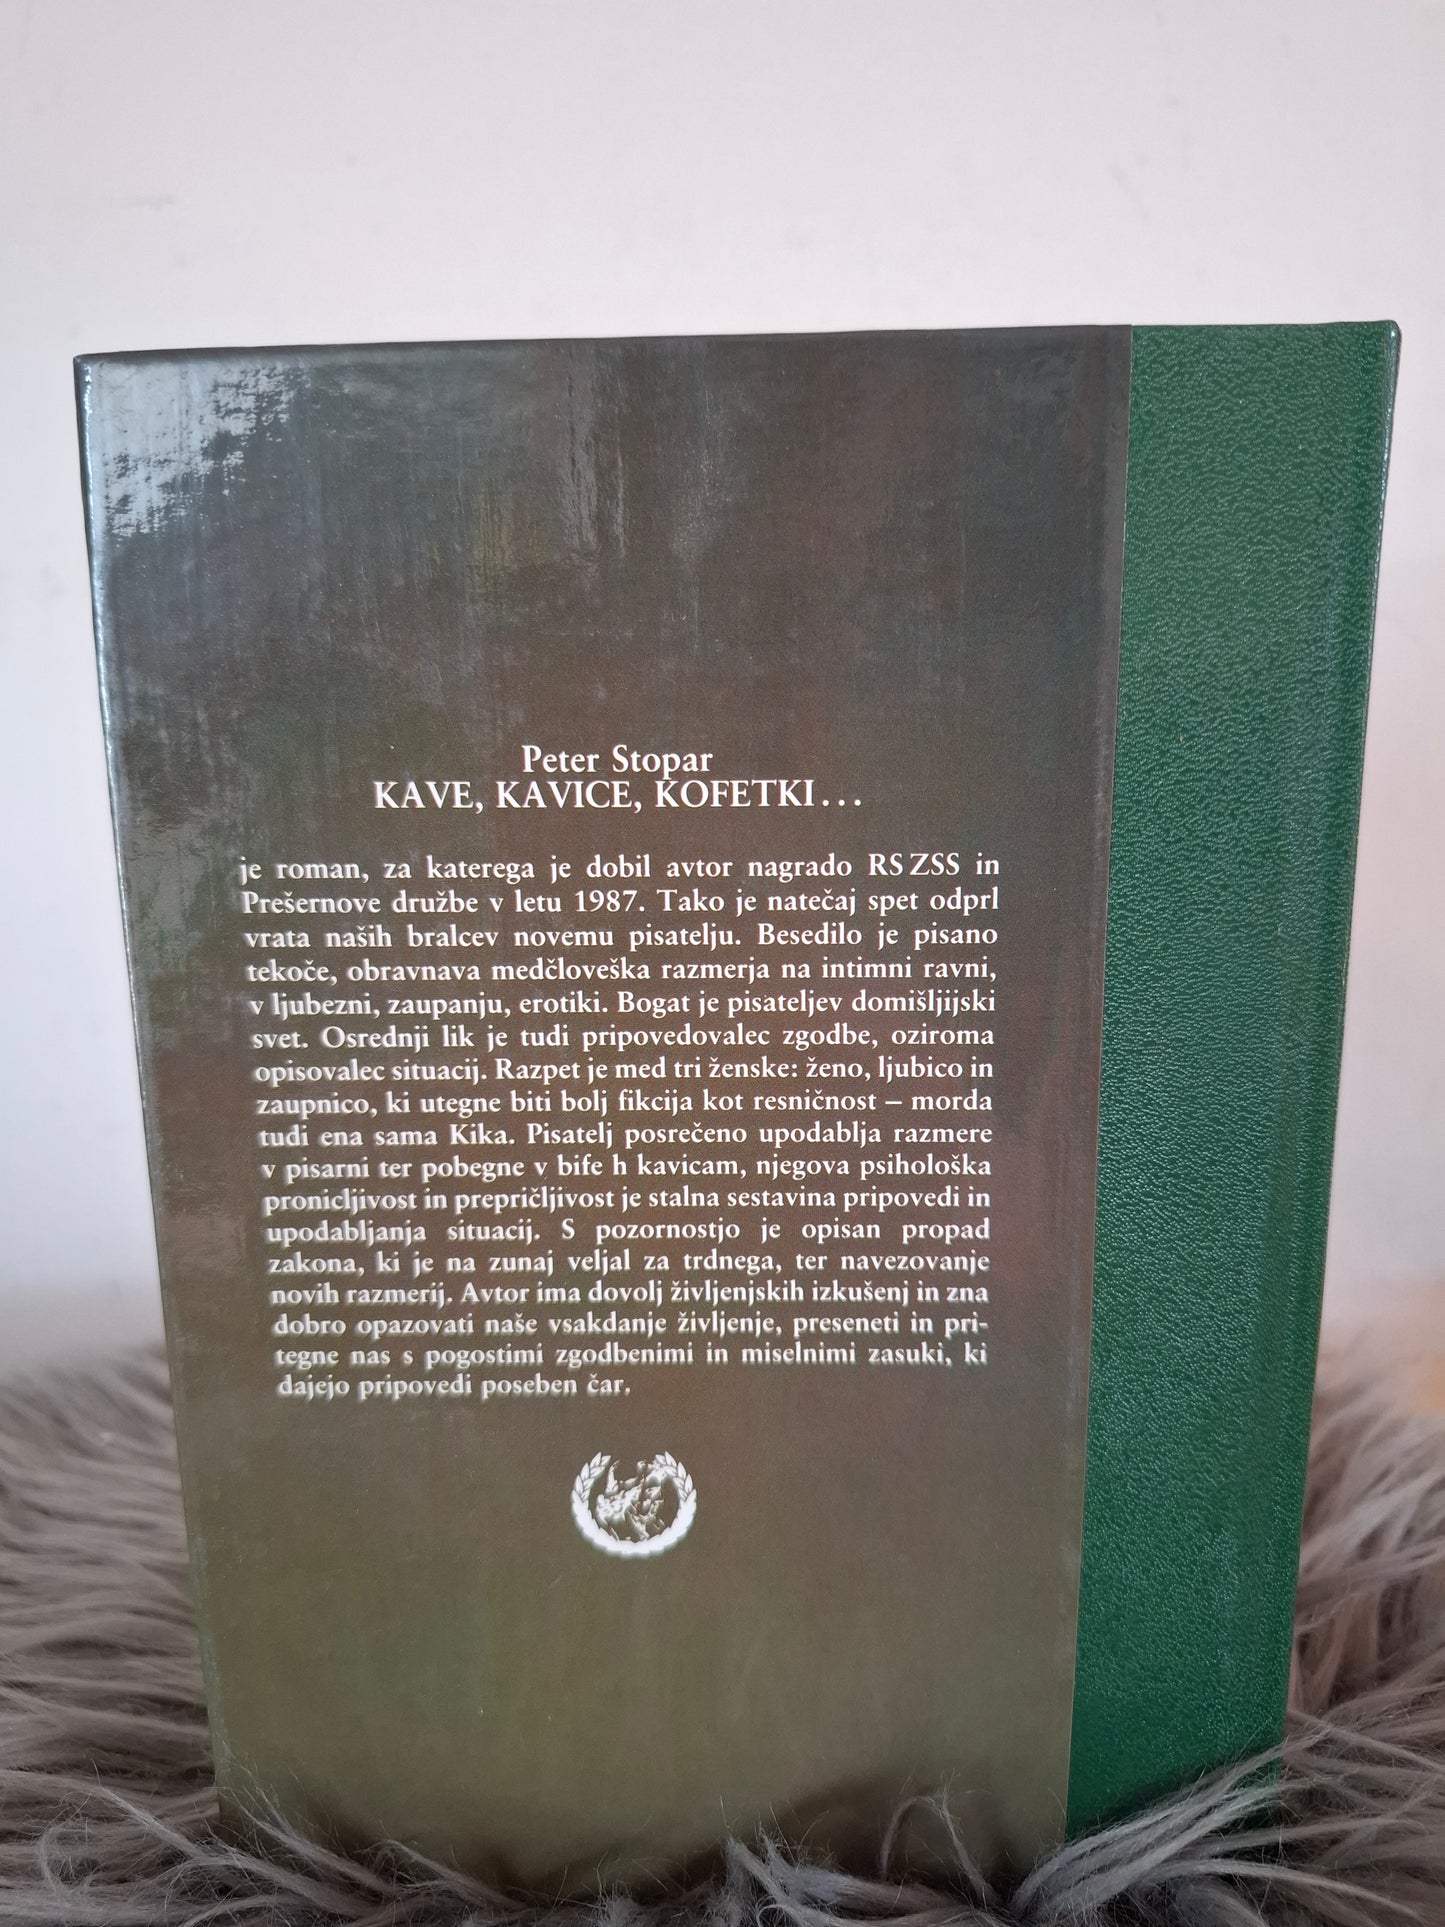 Peter Stopar
KAVE, KAVICE, KOFETKI...
je roman, za katerega je dobil avtor nagrado RS ZSS in
Prešernove družbe v letu 1987. Tako je natečaj spet odprl
vrata naših bralcev novemu pisatelju. Besedilo je pisano
tekoče, obravnava medčloveška razmerja na intimni ravni,
v ljubezni, zaupanju, erotiki. Bogat je pisateljev domišljijski
svet. Osrednji lik je tudi pripovedovalec zgodbe, oziroma
opisovalec situacij. Razpet je med tri ženske: ženo, ljubico in
zaupnico, ki utegne biti bolj fikcija kot resničnost – morda
tudi ena sama Kika. Pisatelj posrečeno upodablja razmere
v pisarni ter pobegne v bife h kavicam, njegova psihološka
pronicljivost in prepričljivost je stalna sestavina pripovedi in
upodabljanja situacij. S pozornostjo je opisan propad
zakona, ki je na zunaj veljal za trdnega, ter navezovanje
novih razmerij. Avtor ima dovolj življenjskih izkušenj in zna
dobro opazovati naše vsakdanje življenje, preseneti in pri-
tegne nas s pogostimi zgodbenimi in miselnimi zasuki, ki
dajejo pripovedi poseben čar.